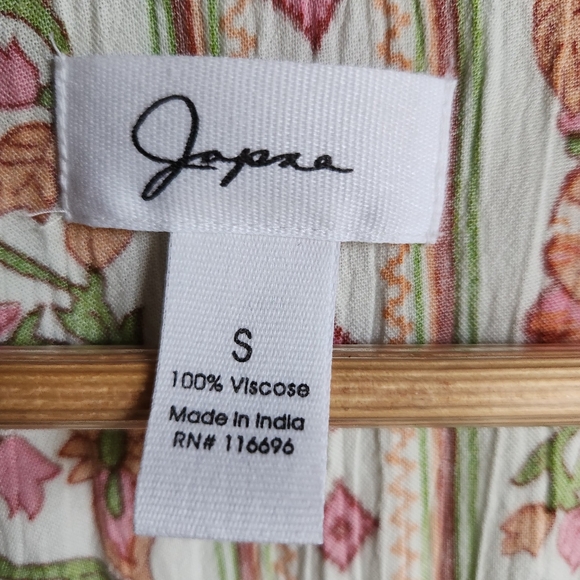 Japna
S
100% Viscose
Made in India
RN# 116696